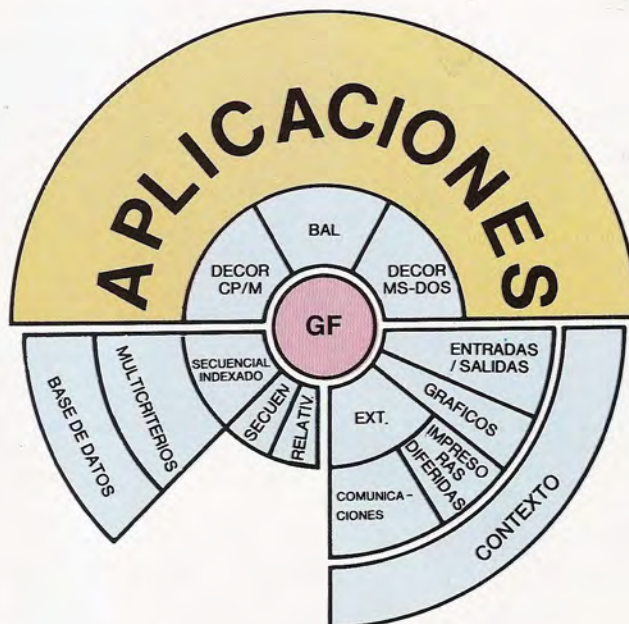 APLICACIONES
BAL
DECOR
CP/M
DECOR
MS-DOS
GF
SECUENCIAL
INDEXADO
MULTICRITERIOS
BASE DE DATOS
SECUEN
RELATIV.
ENTRADAS
/ SALIDAS
GRAFICOS
EXT.
IMPRESO
RAS
DIFERIDAS
COMUNICA-
CIONES
CONTEXTO